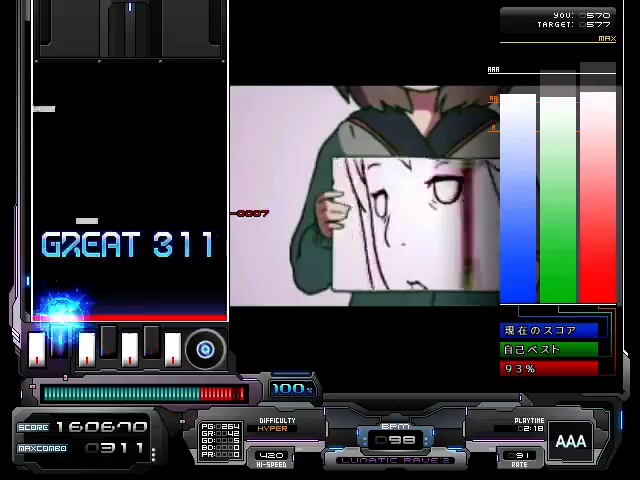 YOU: 0570
TARGET: 0577
MAX
AAA
AA
A
-0007
GREAT 311
現在のスコア
自己ベスト
93%
100%
SCORE 160670
MAXCOMBO 0311
PG:0264
GR:0042
GD:0005
BD:0000
PR:0000
DIFFICULTY
HYPER
420
HI-SPEED
BPM
098
LUNATIC RAVE 2
PLAYTIME
02:18
091
RATE
AAA